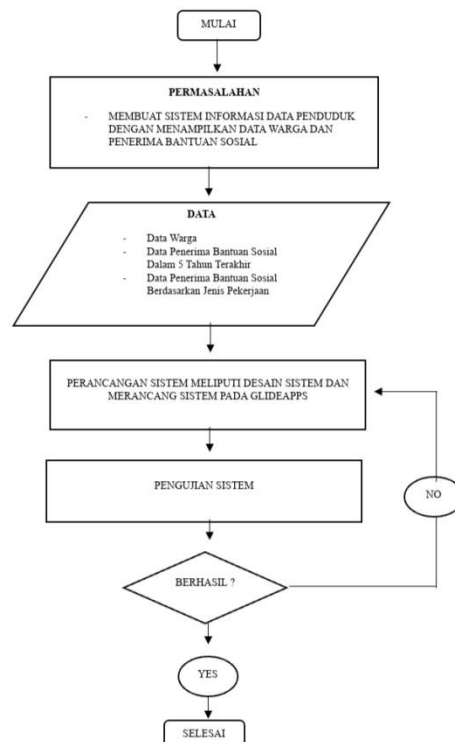 MULAI
PERMASALAHAN
- MEMBUAT SISTEM INFORMASI DATA PENDUDUK
DENGAN MENAMPILKAN DATA WARGA DAN
PENERIMA BANTUAN SOSIAL
DATA
- Data Warga
- Data Penerima Bantuan Sosial
Dalam 5 Tahun Terakhir
- Data Penerima Bantuan Sosial
Berdasarkan Jenis Pekerjaan
PERANCANGAN SISTEM MELIPUTI DESAIN SISTEM DAN
MERANCANG SISTEM PADA GLIDEAPPS
PENGUJIAN SISTEM
NO
BERHASIL ?
YES
SELESAI